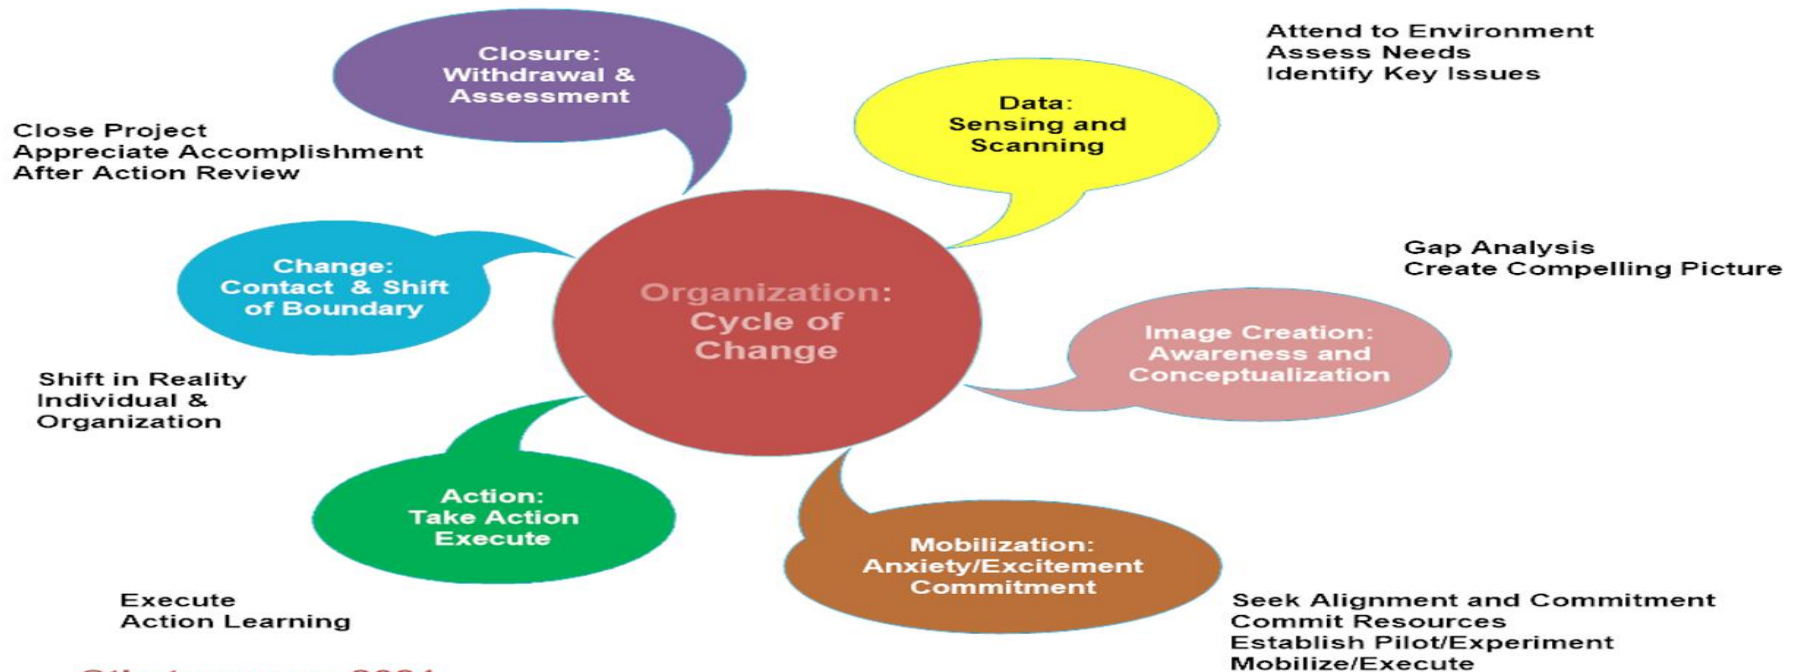 Closure:
Withdrawal &
Assessment
Close Project
Appreciate Accomplishment
After Action Review
Data:
Sensing and
Scanning
Attend to Environment
Assess Needs
Identify Key Issues
Organization:
Cycle of
Change
Gap Analysis
Create Compelling Picture
Image Creation:
Awareness and
Conceptualization
Change:
Contact & Shift
of Boundary
Shift in Reality
Individual &
Organization
Action:
Take Action
Execute
Execute
Action Learning
Mobilization:
Anxiety/Excitement
Commitment
Seek Alignment and Commitment
Commit Resources
Establish Pilot/Experiment
Mobilize/Execute